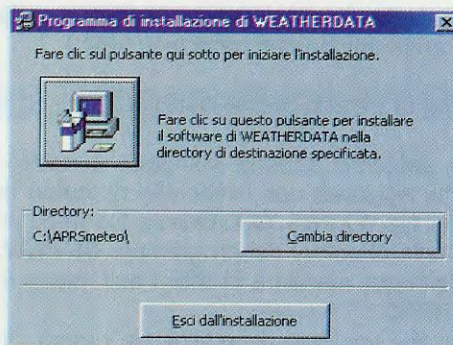 Programma di installazione di WEATHERDATA
Fare clic sul pulsante qui sotto per iniziare l'installazione.
Fare clic su questo pulsante per installare
il software di WEATHERDATA nella
directory di destinazione specificata.
Directory:
C:\APRSmeteo\
Cambia directory
Esci dall'installazione